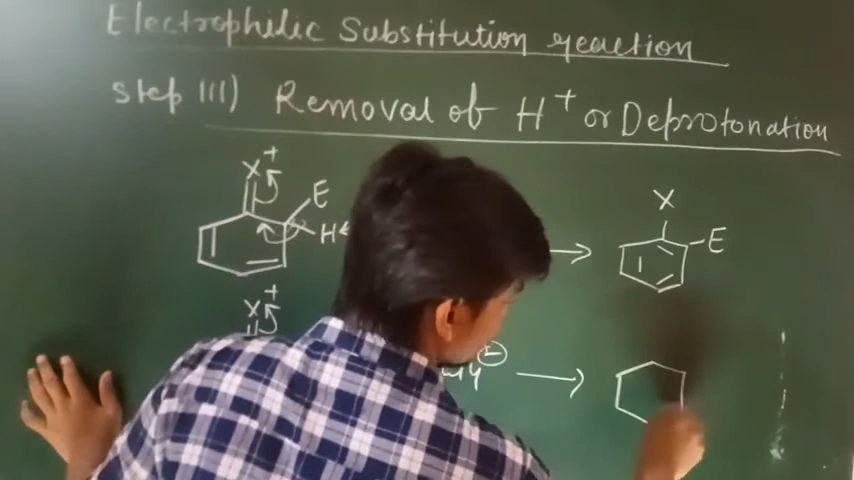 Electrophilic Substitution reaction
Step III) Removal of H+ or Deprotonation
X+ E H
X E
X+